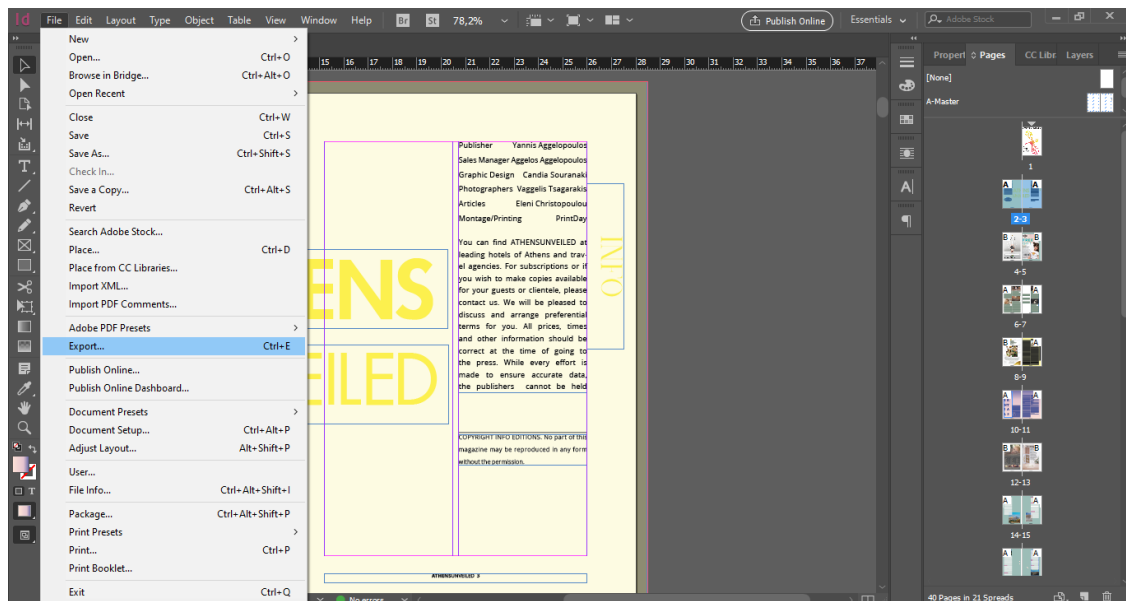 Id File Edit Layout Type Object Table View Window Help Br St 78,2% Publish Online Essentials Adobe Stock
New
Open... Ctrl+O
Browse in Bridge... Ctrl+Alt+O
Open Recent
Close Ctrl+W
Save Ctrl+S
Save As... Ctrl+Shift+S
Check In...
Save a Copy... Ctrl+Alt+S
Revert
Search Adobe Stock...
Place... Ctrl+D
Place from CC Libraries...
Import XML...
Import PDF Comments...
Adobe PDF Presets
Export... Ctrl+E
Publish Online...
Publish Online Dashboard...
Document Presets
Document Setup... Ctrl+Alt+P
Adjust Layout... Alt+Shift+P
User...
File Info... Ctrl+Alt+Shift+I
Package... Ctrl+Alt+Shift+P
Print Presets
Print... Ctrl+P
Print Booklet...
Exit Ctrl+Q
15 16 17 18 19 20 21 22 23 24 25 26 27 28 29 30 31 32 33 34 35 36 37
ENS
EILED
Publisher Yannis Aggelopoulos
Sales Manager Aggelos Aggelopoulos
Graphic Design Candia Souranaki
Photographers Vaggelis Tsagarakis
Articles Eleni Christopoulou
Montage/Printing PrintDay
You can find ATHENSUNVEILED at
leading hotels of Athens and trav-
el agencies. For subscriptions or if
you wish to make copies available
for your guests or clientele, please
contact us. We will be pleased to
discuss and arrange preferential
terms for you. All prices, times
and other information should be
correct at the time of going to
the press. While every effort is
made to ensure accurate data,
the publishers cannot be held
COPYRIGHT INFO EDITIONS. No part of this
magazine may be reproduced in any form
without the permission.
INFO
ATHENSUNVEILED 3
No errors
Propert Pages CC Libr Layers
[None]
A-Master
1
A A
2-3
B B
4-5
A A
6-7
B A
8-9
A A
10-11
B B
12-13
A A
14-15
A A
40 Pages in 21 Spreads